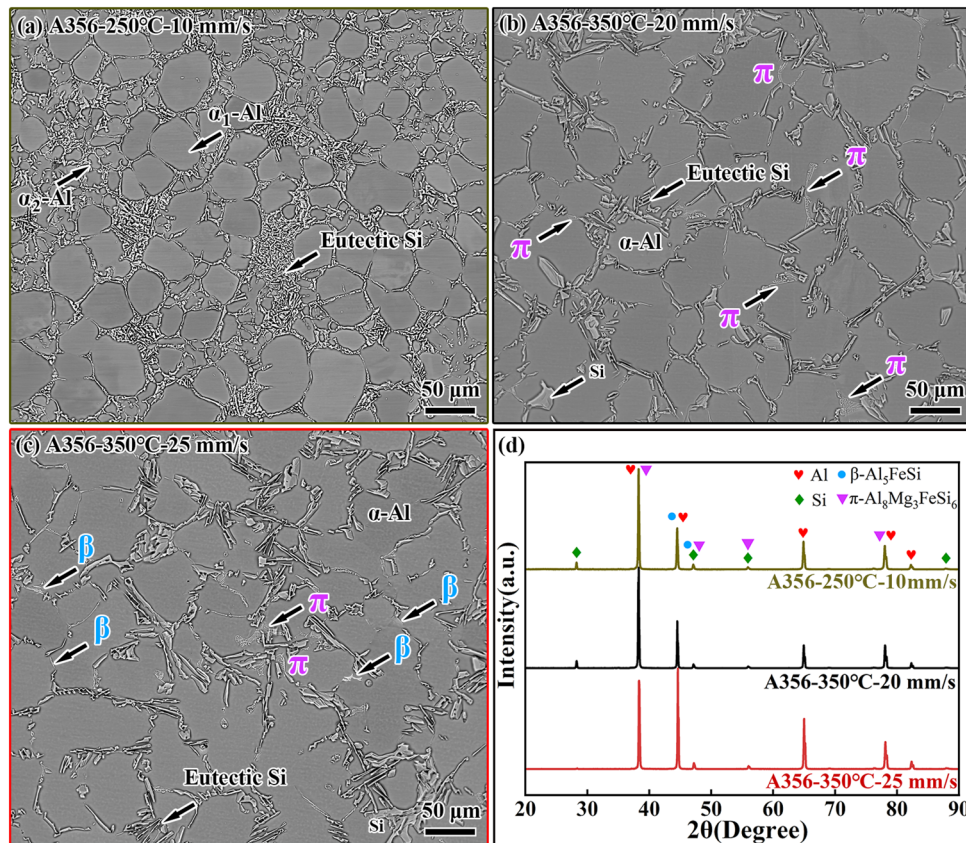 (a) A356-250℃-10 mm/s
α₁-Al
α₂-Al
Eutectic Si
50 μm
(b) A356-350℃-20 mm/s
π
π
Eutectic Si
π
α-Al
π
π
Si
50 μm
(c) A356-350℃-25 mm/s
α-Al
β
π
β
β
π
β
Eutectic Si
Si
50 μm
(d)
Al
β-Al₅FeSi
Si
π-Al₈Mg₃FeSi₆
A356-250℃-10mm/s
A356-350℃-20 mm/s
A356-350℃-25 mm/s
Intensity(a.u.)
20 30 40 50 60 70 80 90
2θ(Degree)